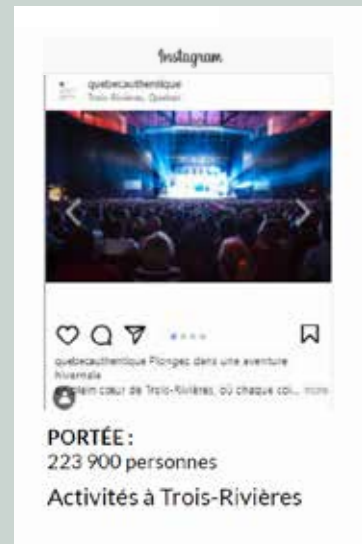 Instagram
quebecauthentique
Trois-Rivières, Quebec
quebecauthentique Plongez dans une aventure
hivernale
plein cœur de Trois-Rivières, où chaque coi... more
PORTÉE :
223 900 personnes
Activités à Trois-Rivières